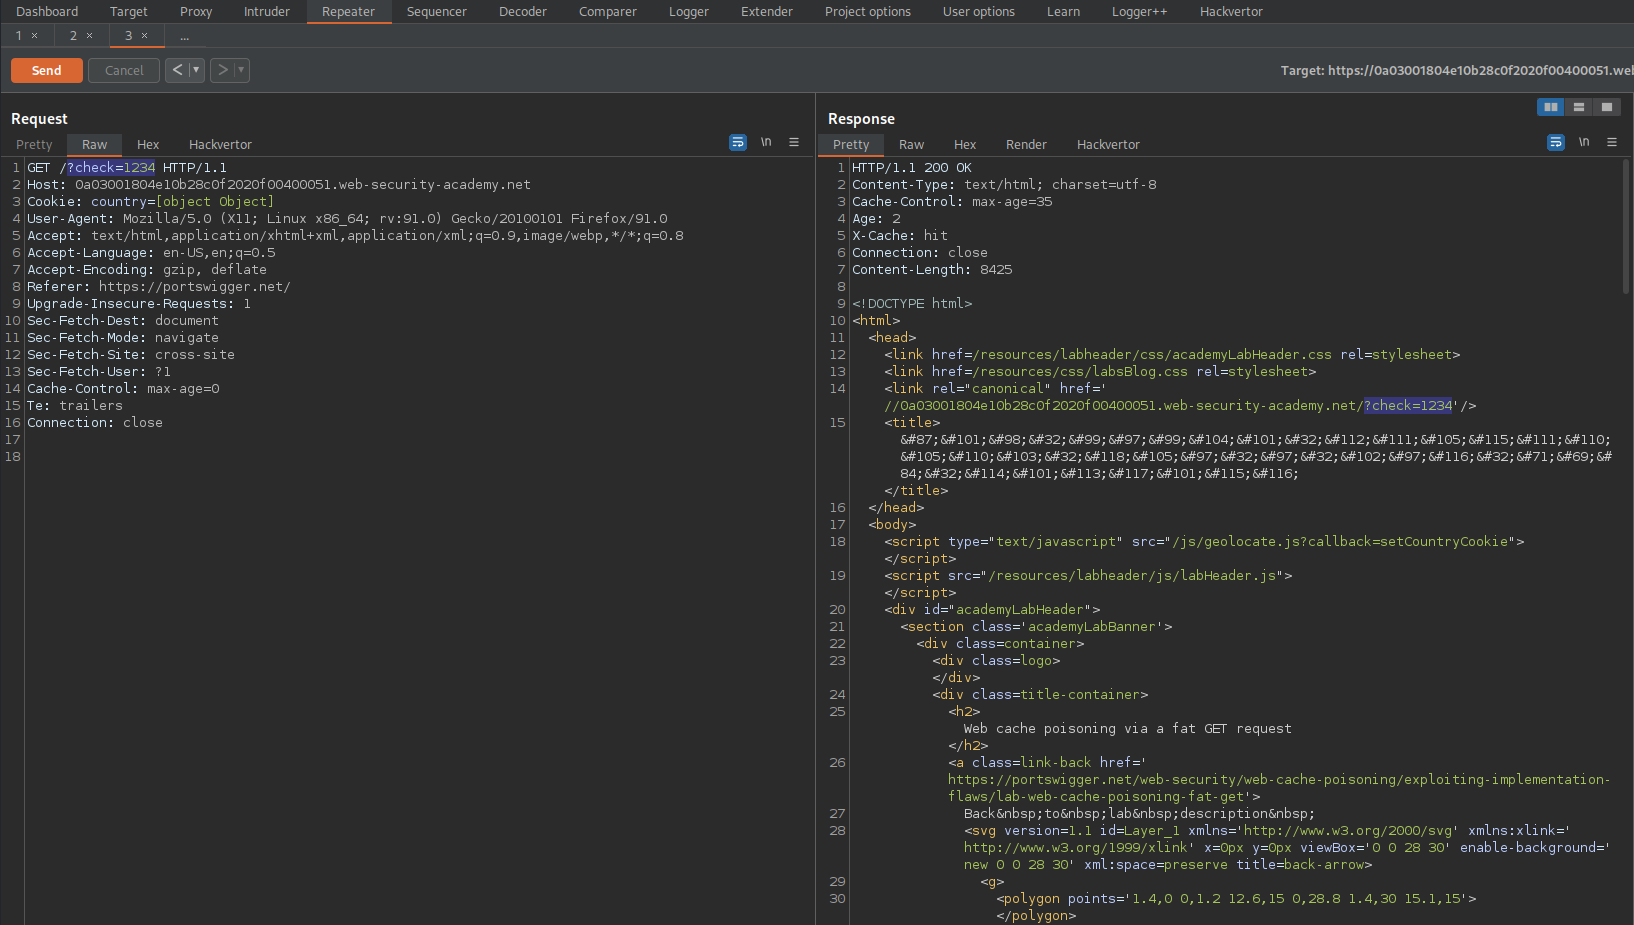 Dashboard Target Proxy Intruder Repeater Sequencer Decoder Comparer Logger Extender Project options User options Learn Logger++ Hackvertor
1 × 2 × 3 × ...
Send Cancel < > Target: https://0a03001804e10b28c0f2020f00400051.we
Request
Pretty Raw Hex Hackvertor \n
1 GET /?check=1234 HTTP/1.1
2 Host: 0a03001804e10b28c0f2020f00400051.web-security-academy.net
3 Cookie: country=[object Object]
4 User-Agent: Mozilla/5.0 (X11; Linux x86_64; rv:91.0) Gecko/20100101 Firefox/91.0
5 Accept: text/html,application/xhtml+xml,application/xml;q=0.9,image/webp,*/*;q=0.8
6 Accept-Language: en-US,en;q=0.5
7 Accept-Encoding: gzip, deflate
8 Referer: https://portswigger.net/
9 Upgrade-Insecure-Requests: 1
10 Sec-Fetch-Dest: document
11 Sec-Fetch-Mode: navigate
12 Sec-Fetch-Site: cross-site
13 Sec-Fetch-User: ?1
14 Cache-Control: max-age=0
15 Te: trailers
16 Connection: close
17
18
Response
Pretty Raw Hex Render Hackvertor \n
1 HTTP/1.1 200 OK
2 Content-Type: text/html; charset=utf-8
3 Cache-Control: max-age=35
4 Age: 2
5 X-Cache: hit
6 Connection: close
7 Content-Length: 8425
8
9 <!DOCTYPE html>
10 <html>
11 <head>
12 <link href=/resources/labheader/css/academyLabHeader.css rel=stylesheet>
13 <link href=/resources/css/labsBlog.css rel=stylesheet>
14 <link rel="canonical" href='
//0a03001804e10b28c0f2020f00400051.web-security-academy.net/?check=1234'/>
15 <title>
&#87;&#101;&#98;&#32;&#99;&#97;&#99;&#104;&#101;&#32;&#112;&#111;&#105;&#115;&#111;&#110;
&#105;&#110;&#103;&#32;&#118;&#105;&#97;&#32;&#97;&#32;&#102;&#97;&#116;&#32;&#71;&#69;&#
84;&#32;&#114;&#101;&#113;&#117;&#101;&#115;&#116;
</title>
16 </head>
17 <body>
18 <script type="text/javascript" src="/js/geolocate.js?callback=setCountryCookie">
</script>
19 <script src="/resources/labheader/js/labHeader.js">
</script>
20 <div id="academyLabHeader">
21 <section class='academyLabBanner'>
22 <div class=container>
23 <div class=logo>
</div>
24 <div class=title-container>
25 <h2>
Web cache poisoning via a fat GET request
</h2>
26 <a class=link-back href='
https://portswigger.net/web-security/web-cache-poisoning/exploiting-implementation-
flaws/lab-web-cache-poisoning-fat-get'>
27 Back&nbsp;to&nbsp;lab&nbsp;description&nbsp;
28 <svg version=1.1 id=Layer_1 xmlns='http://www.w3.org/2000/svg' xmlns:xlink='
http://www.w3.org/1999/xlink' x=0px y=0px viewBox='0 0 28 30' enable-background='
new 0 0 28 30' xml:space=preserve title=back-arrow>
29 <g>
30 <polygon points='1.4,0 0,1.2 12.6,15 0,28.8 1.4,30 15.1,15'>
</polygon>